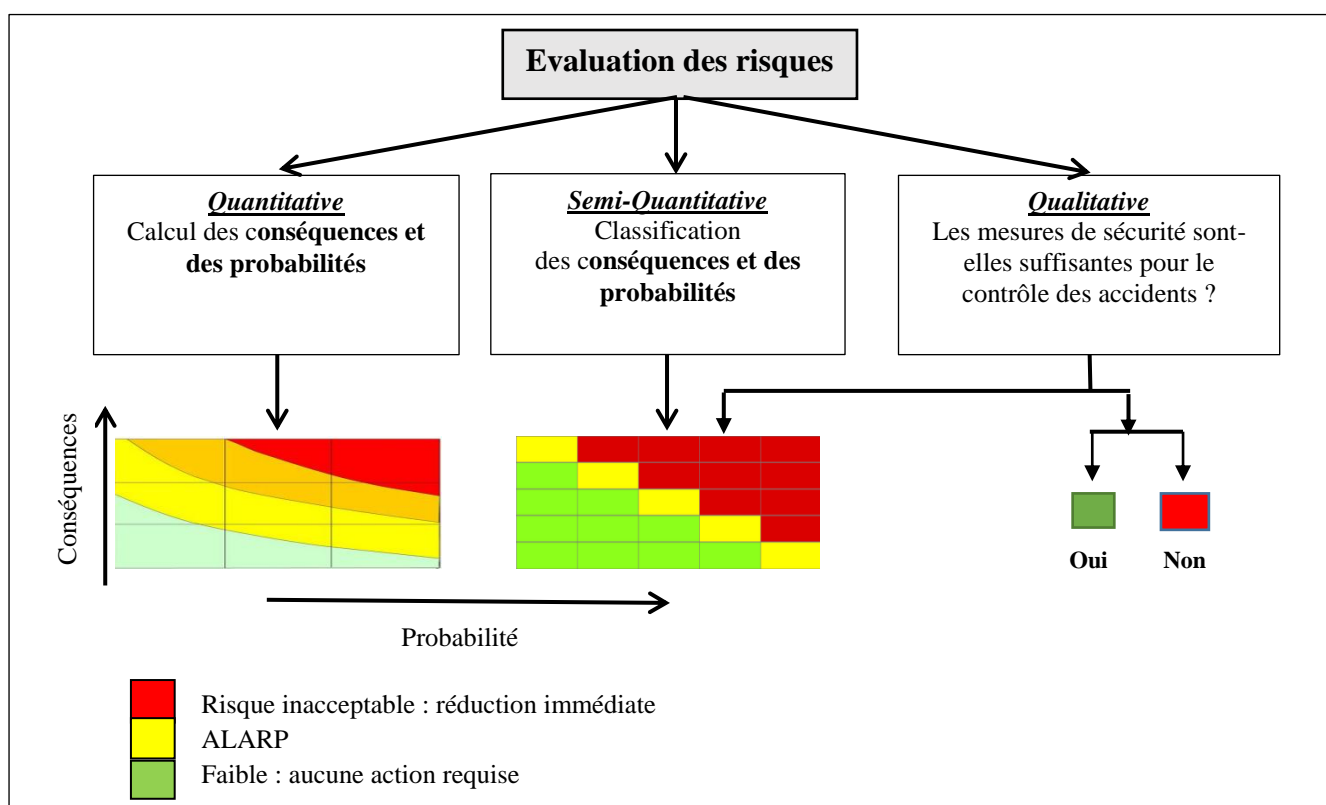 Evaluation des risques
Quantitative
Calcul des conséquences et
des probabilités
Semi-Quantitative
Classification
des conséquences et des
probabilités
Qualitative
Les mesures de sécurité sont-
elles suffisantes pour le
contrôle des accidents ?
Conséquences
Oui
Non
Probabilité
Risque inacceptable : réduction immédiate
ALARP
Faible : aucune action requise